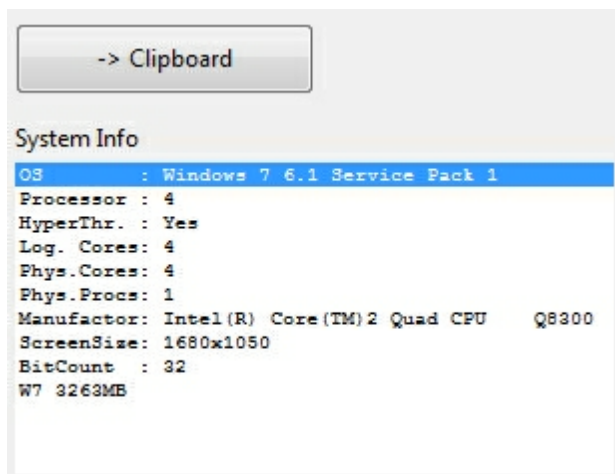 -> Clipboard
System Info
OS : Windows 7 6.1 Service Pack 1
Processor : 4
HyperThr. : Yes
Log. Cores: 4
Phys.Cores: 4
Phys.Procs: 1
Manufactor: Intel(R) Core(TM)2 Quad CPU Q8300
ScreenSize: 1680x1050
BitCount : 32
W7 3263MB